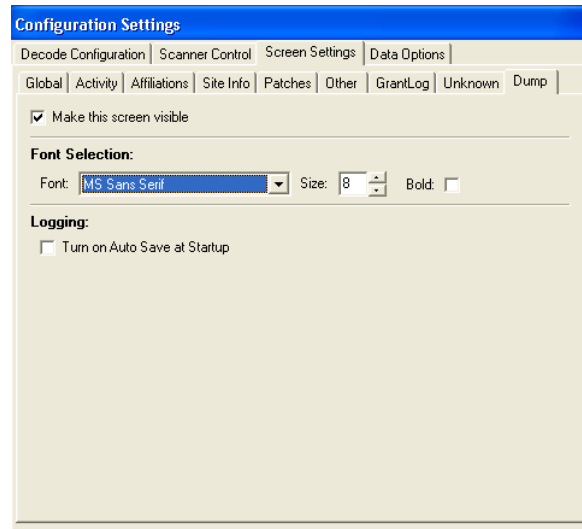 Configuration Settings
Decode Configuration Scanner Control Screen Settings Data Options
Global Activity Affiliations Site Info Patches Other GrantLog Unknown Dump
Make this screen visible
Font Selection:
Font: MS Sans Serif Size: 8 Bold:
Logging:
Turn on Auto Save at Startup